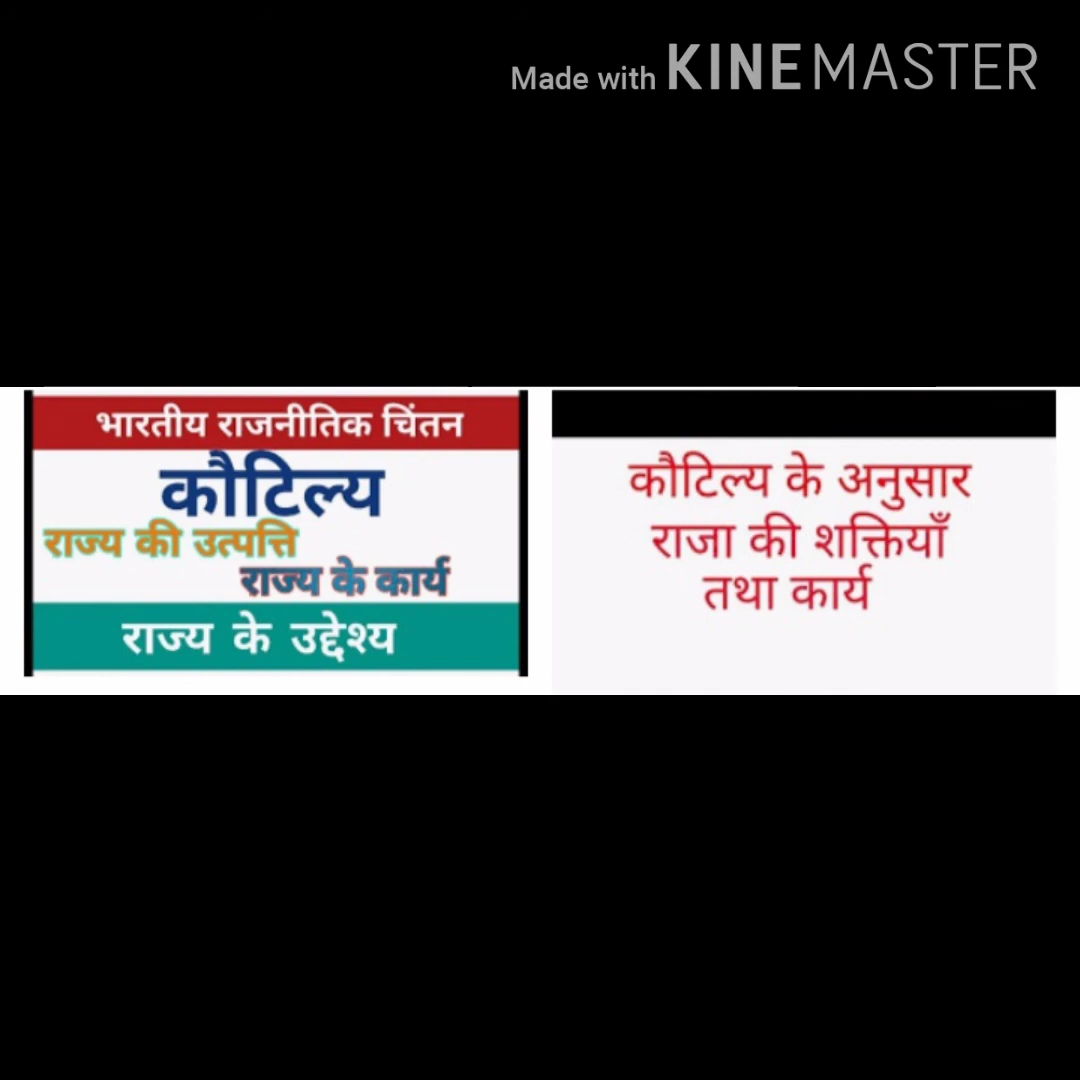 Made with KINEMASTER
भारतीय राजनीतिक चिंतन
कौटिल्य
राज्य की उत्पत्ति
राज्य के कार्य
राज्य के उद्देश्य
कौटिल्य के अनुसार
राजा की शक्तियाँ
तथा कार्य